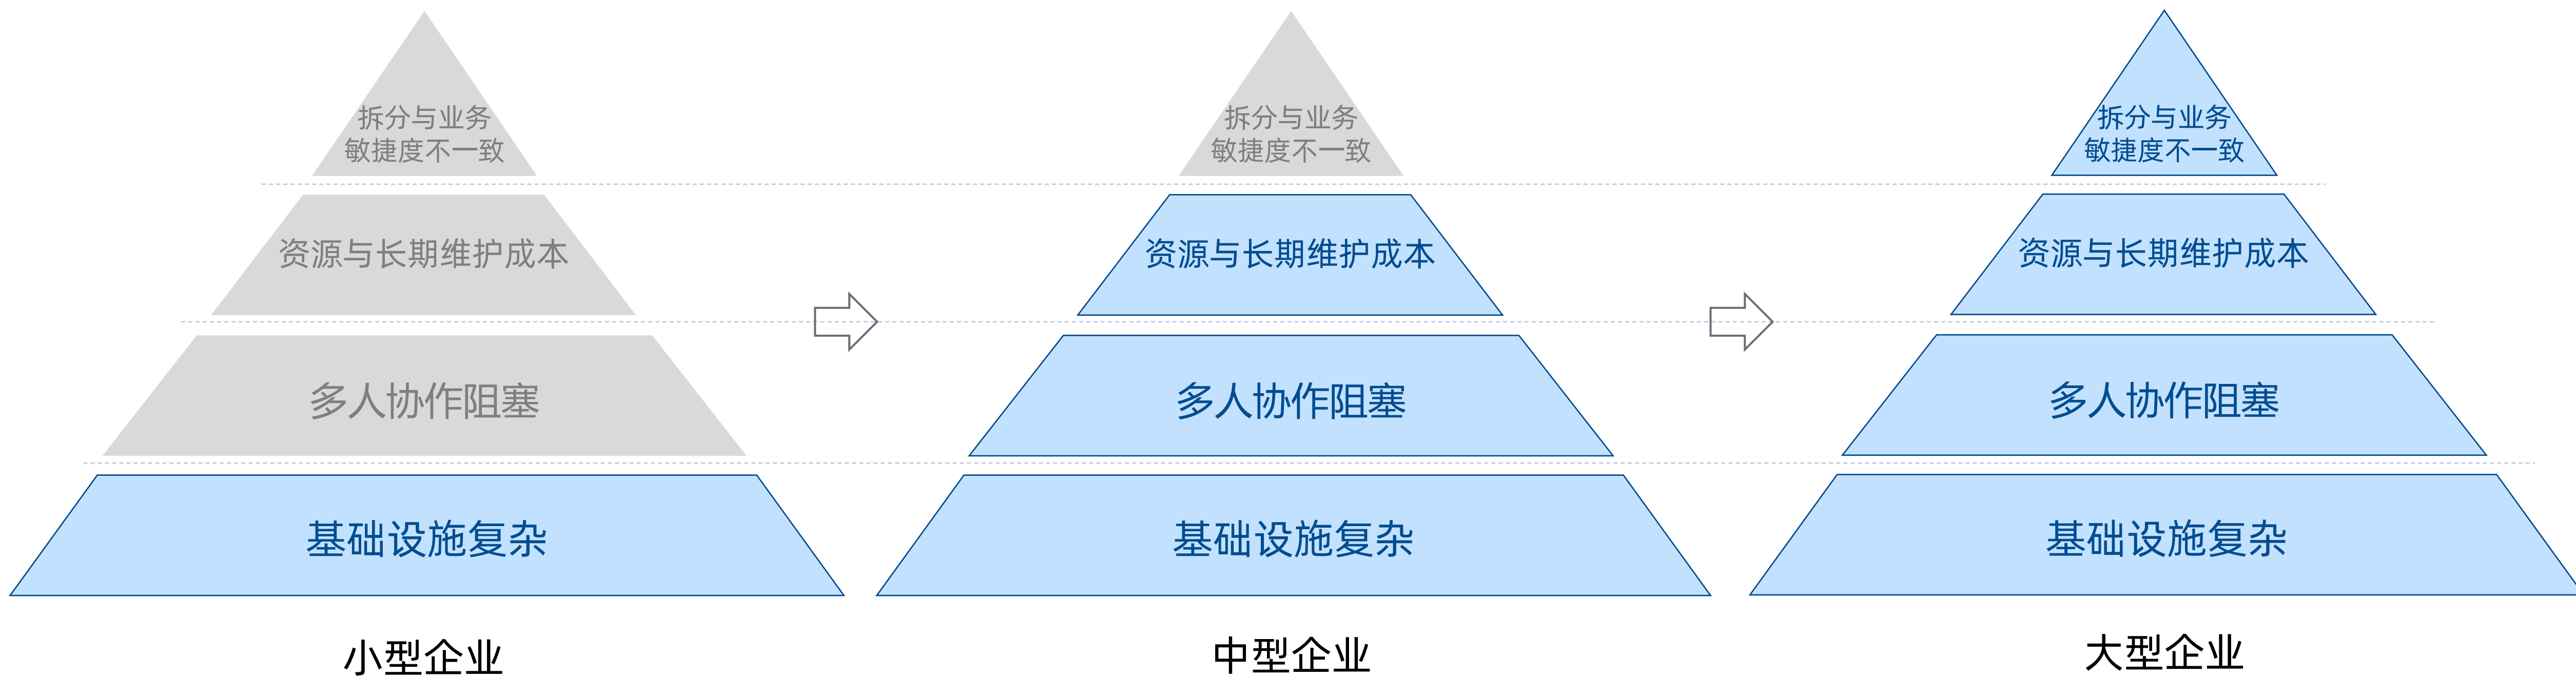 拆分与业务
敏捷度不一致
资源与长期维护成本
多人协作阻塞
基础设施复杂
小型企业
拆分与业务
敏捷度不一致
资源与长期维护成本
多人协作阻塞
基础设施复杂
中型企业
拆分与业务
敏捷度不一致
资源与长期维护成本
多人协作阻塞
基础设施复杂
大型企业